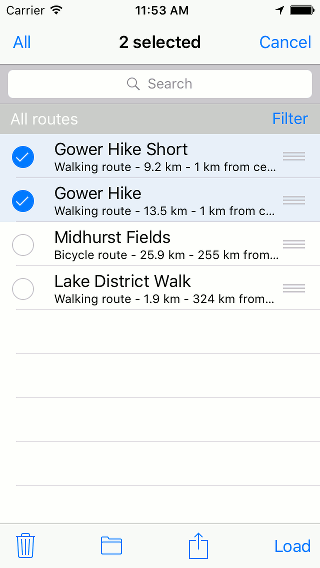 Carrier 11:53 AM
All 2 selected Cancel
Search
All routes Filter
Gower Hike Short
Walking route - 9.2 km - 1 km from ce...
Gower Hike
Walking route - 13.5 km - 1 km from c...
Midhurst Fields
Bicycle route - 25.9 km - 255 km from...
Lake District Walk
Walking route - 1.9 km - 324 km from...
Load